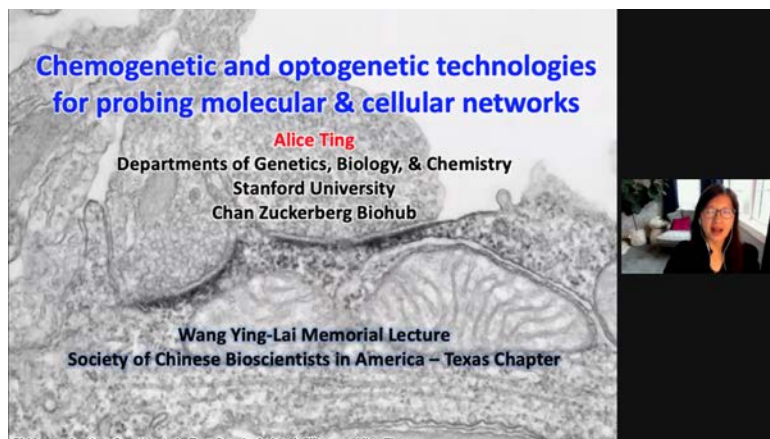 Chemogenetic and optogenetic technologies
for probing molecular & cellular networks
Alice Ting
Departments of Genetics, Biology, & Chemistry
Stanford University
Chan Zuckerberg Biohub
Wang Ying-Lai Memorial Lecture
Society of Chinese Bioscientists in America – Texas Chapter